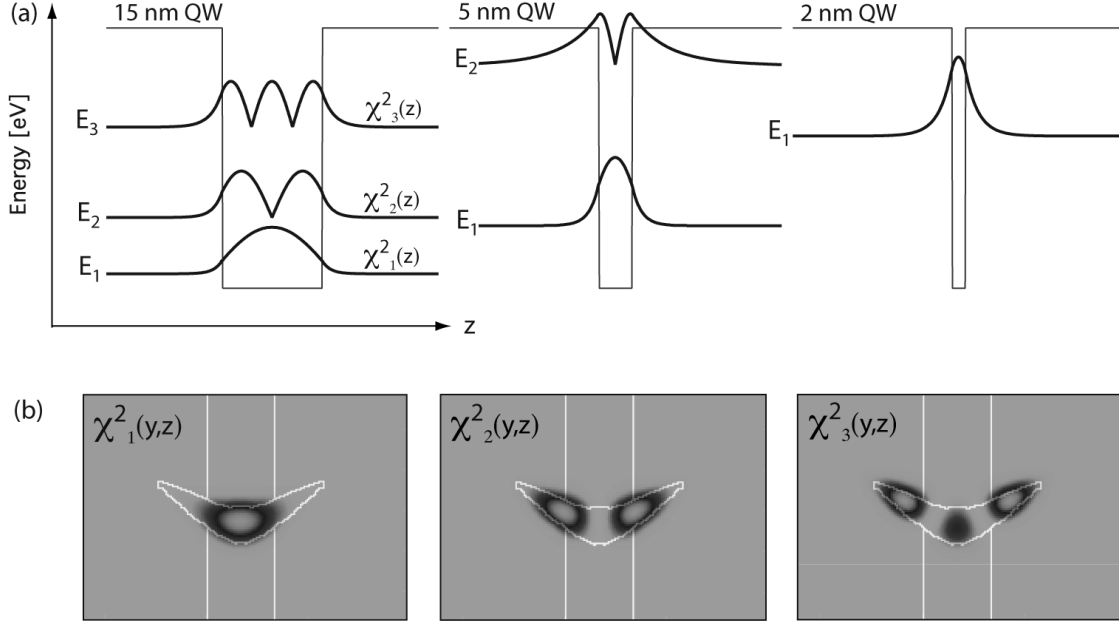 (a)
15 nm QW
5 nm QW
2 nm QW
Energy [eV]
E₃
χ²₃(z)
E₂
χ²₂(z)
E₁
χ²₁(z)
E₂
E₁
E₁
z
(b)
χ²₁(y,z)
χ²₂(y,z)
χ²₃(y,z)